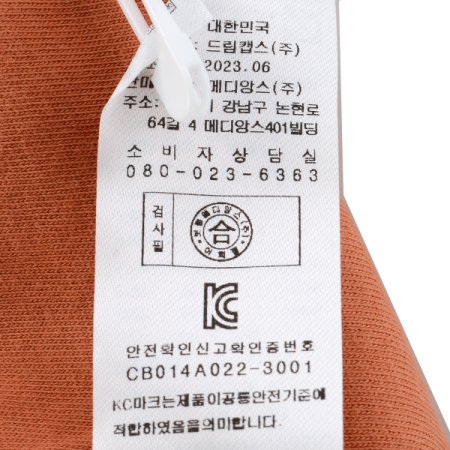 대한민국
드림캡스(주)
2023.06
메디앙스(주)
주소: 강남구 논현로
64길 4 메디앙스401빌딩
소비자상담실
080-023-6363
검사필
合
KC
안전확인신고확인증번호
CB014A022-3001
KC마크는제품이공통안전기준에
적합하였음을의미합니다.